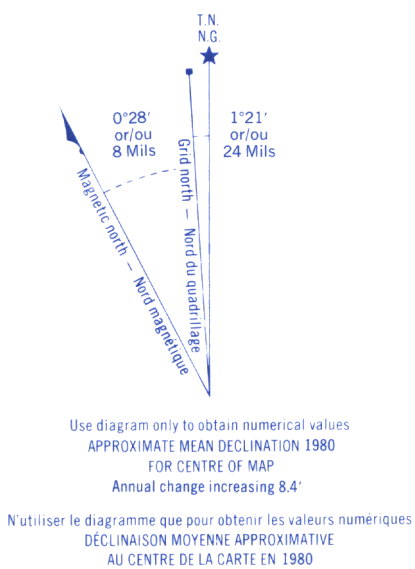 T.N.
N.G.
0°28′
or/ou
8 Mils
1°21′
or/ou
24 Mils
Grid north — Nord du quadrillage
Magnetic north — Nord magnétique
Use diagram only to obtain numerical values
APPROXIMATE MEAN DECLINATION 1980
FOR CENTRE OF MAP
Annual change increasing 8.4′
N'utiliser le diagramme que pour obtenir les valeurs numériques
DÉCLINAISON MOYENNE APPROXIMATIVE
AU CENTRE DE LA CARTE EN 1980